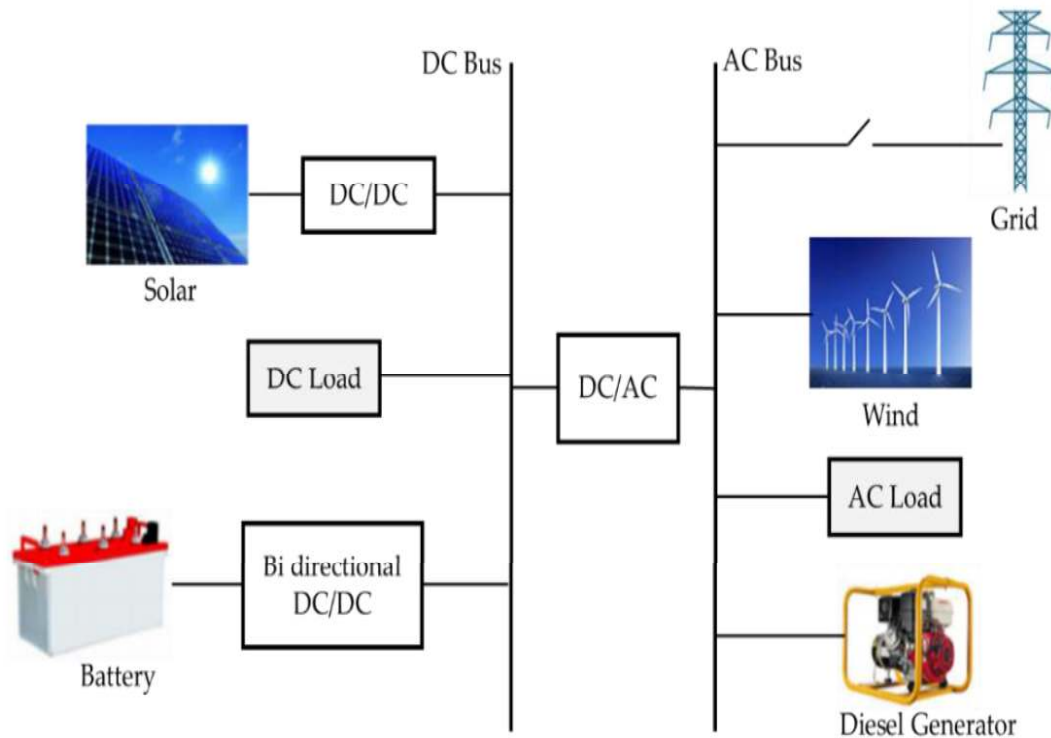 DC Bus
AC Bus
DC/DC
Solar
Grid
DC Load
DC/AC
Wind
AC Load
Bi directional
DC/DC
Battery
Diesel Generator